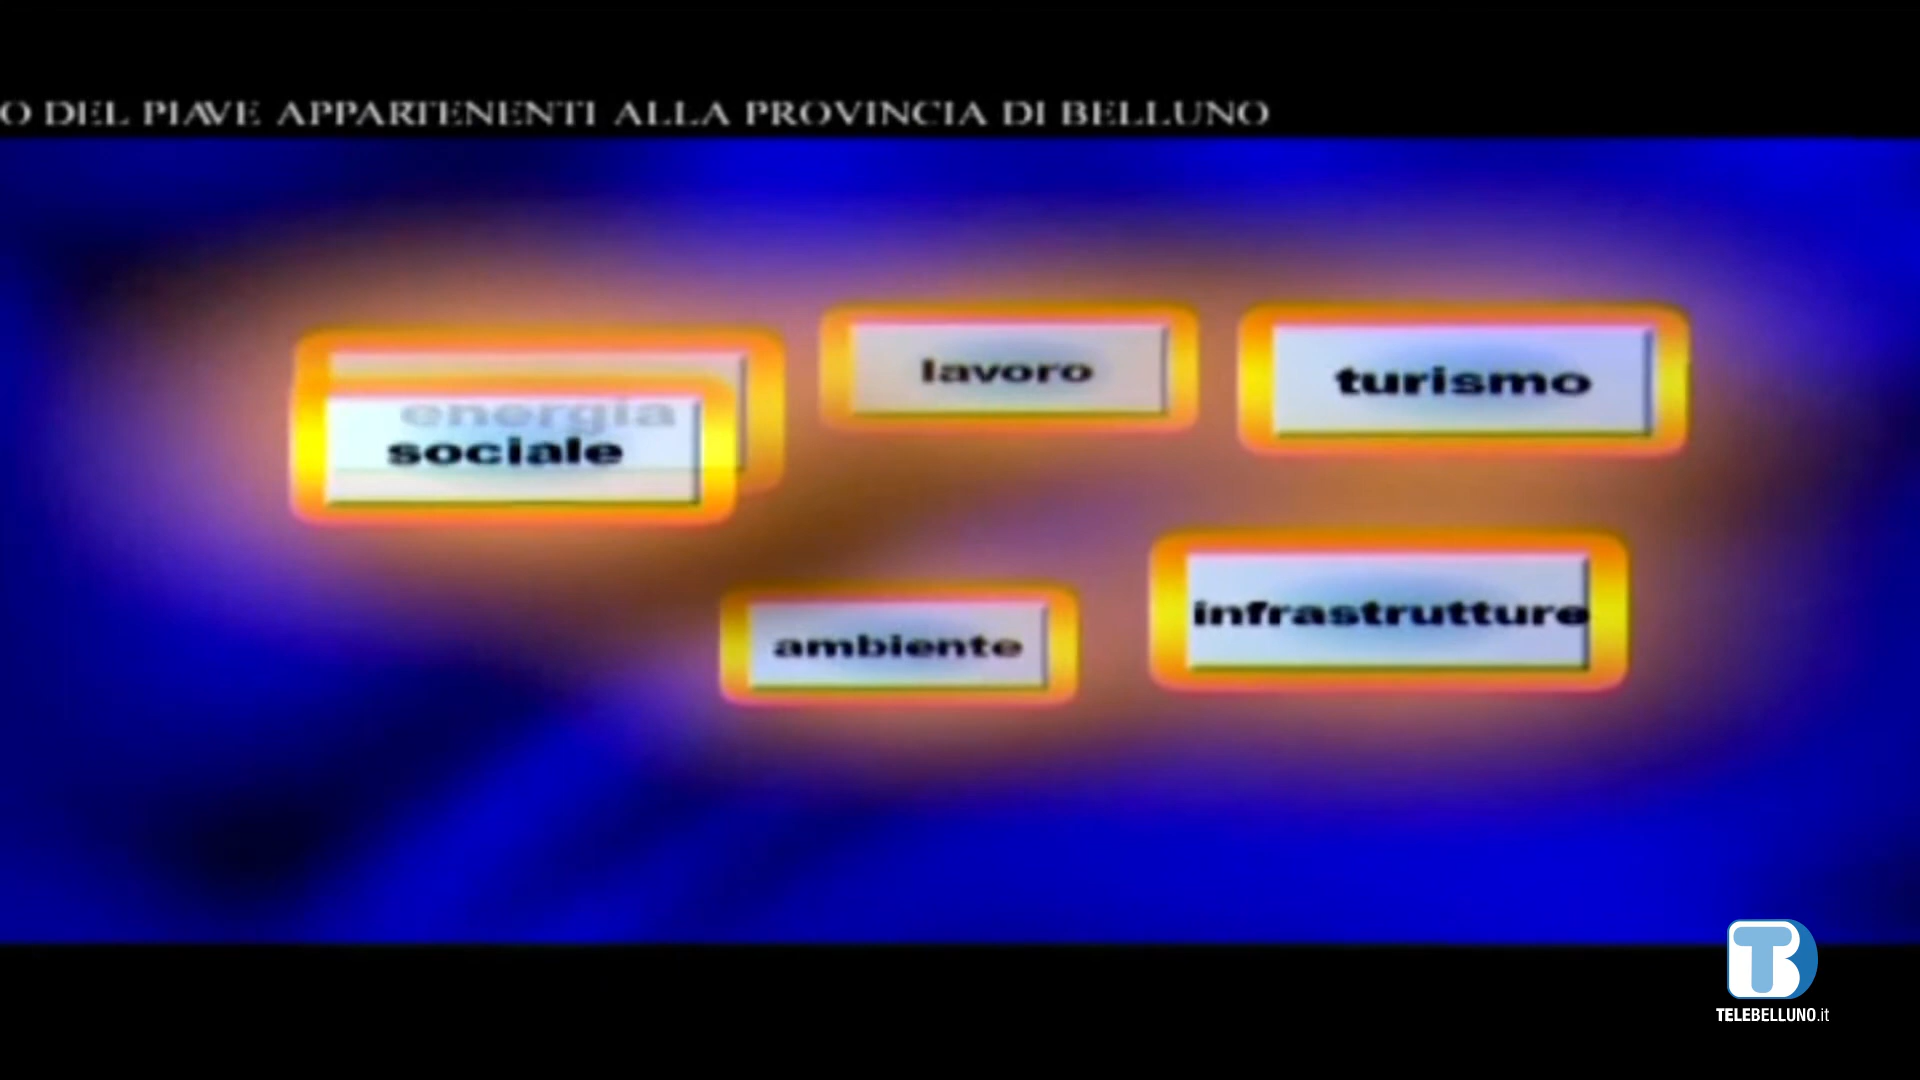 O DEL PIAVE APPARTENENTI ALLA PROVINCIA DI BELLUNO
lavoro
turismo
energia
sociale
infrastrutture
ambiente
TELEBELLUNO.it